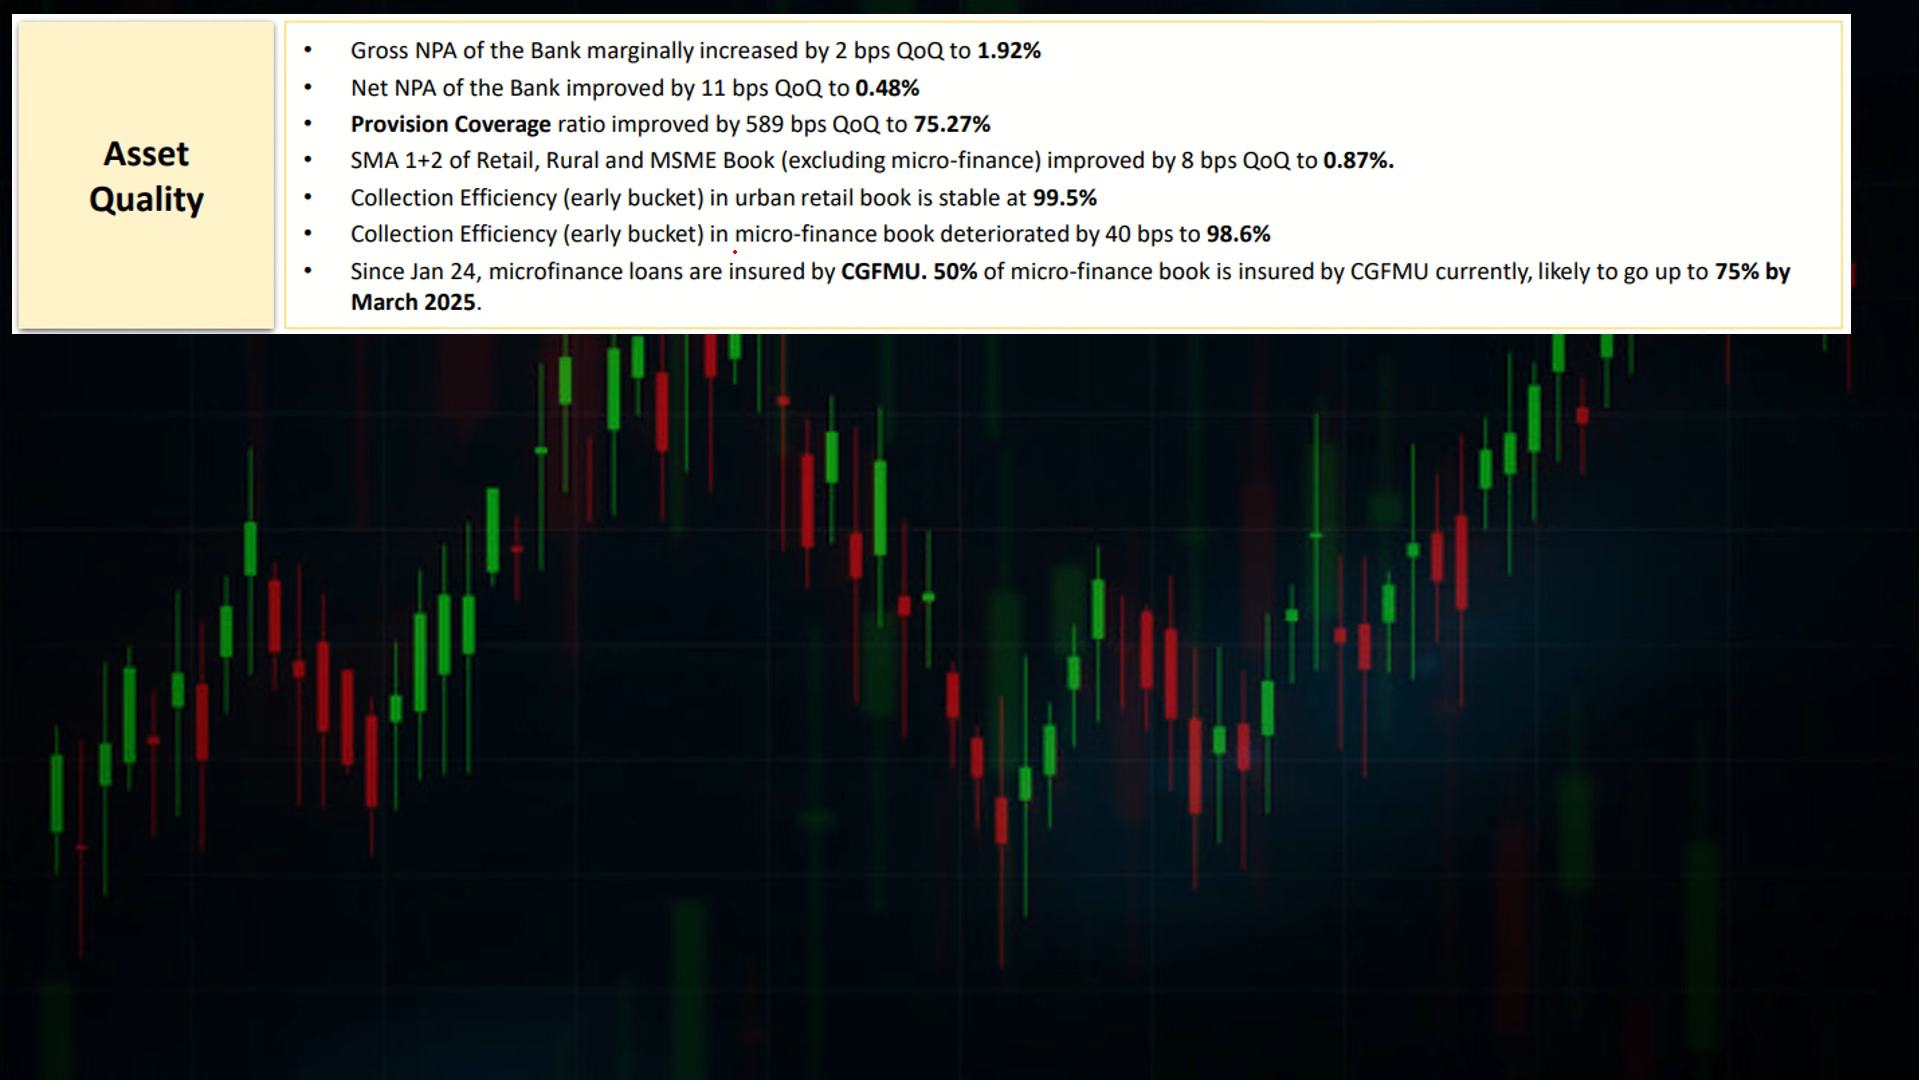 Asset
Quality
• Gross NPA of the Bank marginally increased by 2 bps QoQ to 1.92%
• Net NPA of the Bank improved by 11 bps QoQ to 0.48%
• Provision Coverage ratio improved by 589 bps QoQ to 75.27%
• SMA 1+2 of Retail, Rural and MSME Book (excluding micro-finance) improved by 8 bps QoQ to 0.87%.
• Collection Efficiency (early bucket) in urban retail book is stable at 99.5%
• Collection Efficiency (early bucket) in micro-finance book deteriorated by 40 bps to 98.6%
• Since Jan 24, microfinance loans are insured by CGFMU. 50% of micro-finance book is insured by CGFMU currently, likely to go up to 75% by
March 2025.